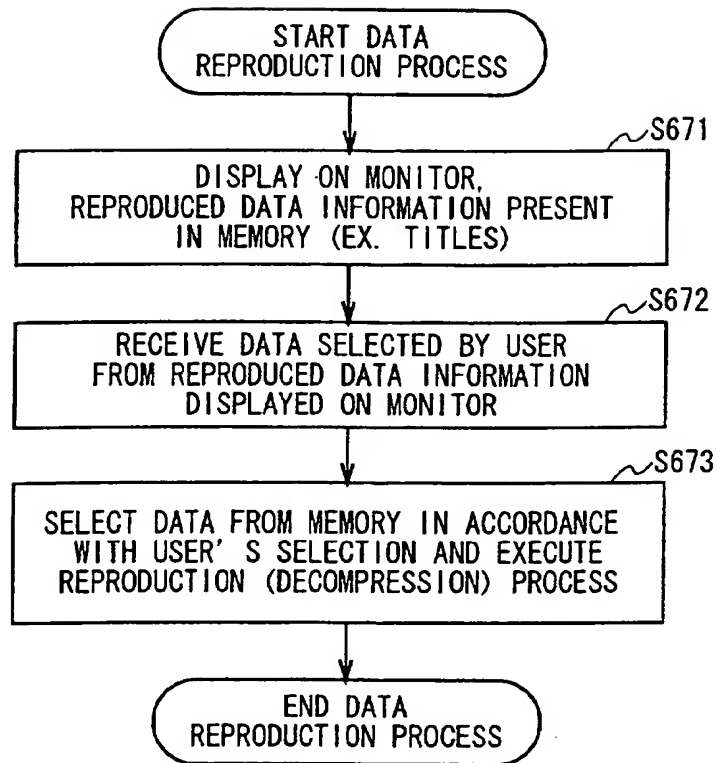 START DATA
REPRODUCTION PROCESS
S671
DISPLAY ON MONITOR,
REPRODUCED DATA INFORMATION PRESENT
IN MEMORY (EX. TITLES)
S672
RECEIVE DATA SELECTED BY USER
FROM REPRODUCED DATA INFORMATION
DISPLAYED ON MONITOR
S673
SELECT DATA FROM MEMORY IN ACCORDANCE
WITH USER' S SELECTION AND EXECUTE
REPRODUCTION (DECOMPRESSION) PROCESS
END DATA
REPRODUCTION PROCESS